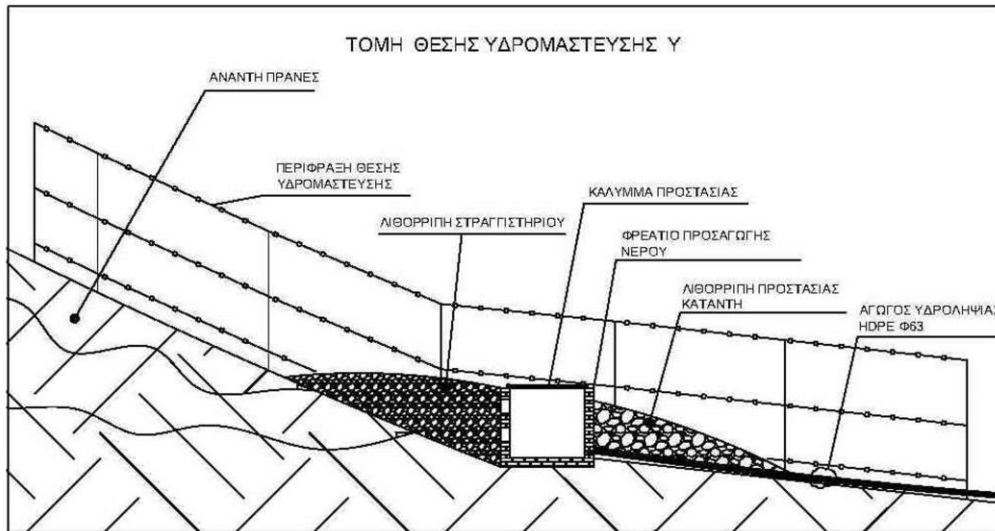 ΤΟΜΗ ΘΕΣΗΣ ΥΔΡΟΜΑΣΤΕΥΣΗΣ Υ
ΑΝΑΝΤΗ ΠΡΑΝΕΣ
ΠΕΡΙΦΡΑΞΗ ΘΕΣΗΣ
ΥΔΡΟΜΑΣΤΕΥΣΗΣ
ΚΑΛΥΜΜΑ ΠΡΟΣΤΑΣΙΑΣ
ΛΙΘΟΡΡΙΠΗ ΣΤΡΑΓΓΙΣΤΗΡΙΟΥ
ΦΡΕΑΤΙΟ ΠΡΟΣΑΓΩΓΗΣ
ΝΕΡΟΥ
ΛΙΘΟΡΡΙΠΗ ΠΡΟΣΤΑΣΙΑΣ
ΚΑΤΑΝΤΗ
ΑΓΩΓΟΣ ΥΔΡΟΛΗΨΙΑΣ
HDPE Φ63